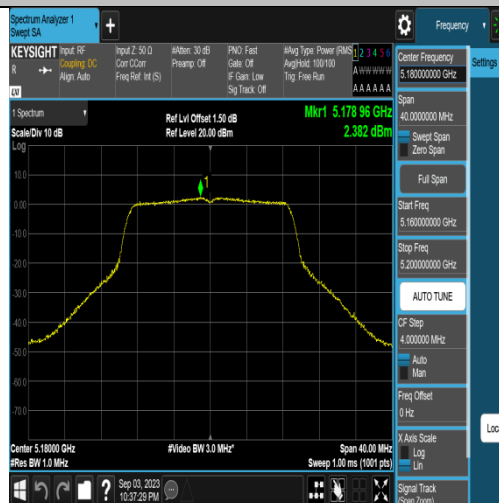 Spectrum Analyzer 1
Swept SA
+
Frequency
KEYSIGHT
R
Input: RF
Coupling: DC
Align: Auto
Input Z: 50 Ω
Corr CCorr
Freq Ref: Int (S)
#Atten: 30 dB
Preamp: Off
PNO: Fast
Gate: Off
IF Gain: Low
Sig Track: Off
#Avg Type: Power (RMS
Avg|Hold: 100/100
Trig: Free Run
1 2 3 4 5 6
A W W W W W
A A A A A A
1 Spectrum
Scale/Div 10 dB
Log
Ref Lvl Offset 1.50 dB
Ref Level 20.00 dBm
Mkr1 5.178 96 GHz
2.382 dBm
1
10.0
0.00
-10.0
-20.0
-30.0
-40.0
-50.0
-60.0
-70.0
Center 5.18000 GHz
#Res BW 1.0 MHz
#Video BW 3.0 MHz*
Span 40.00 MHz
Sweep 1.00 ms (1001 pts)
Sep 03, 2023
10:37:29 PM
Center Frequency
5.180000000 GHz
Span
40.0000000 MHz
Swept Span
Zero Span
Full Span
Start Freq
5.160000000 GHz
Stop Freq
5.200000000 GHz
AUTO TUNE
CF Step
4.000000 MHz
Auto
Man
Freq Offset
0 Hz
X Axis Scale
Log
Lin
Signal Track
(Span Zoom)
Settings
Loc